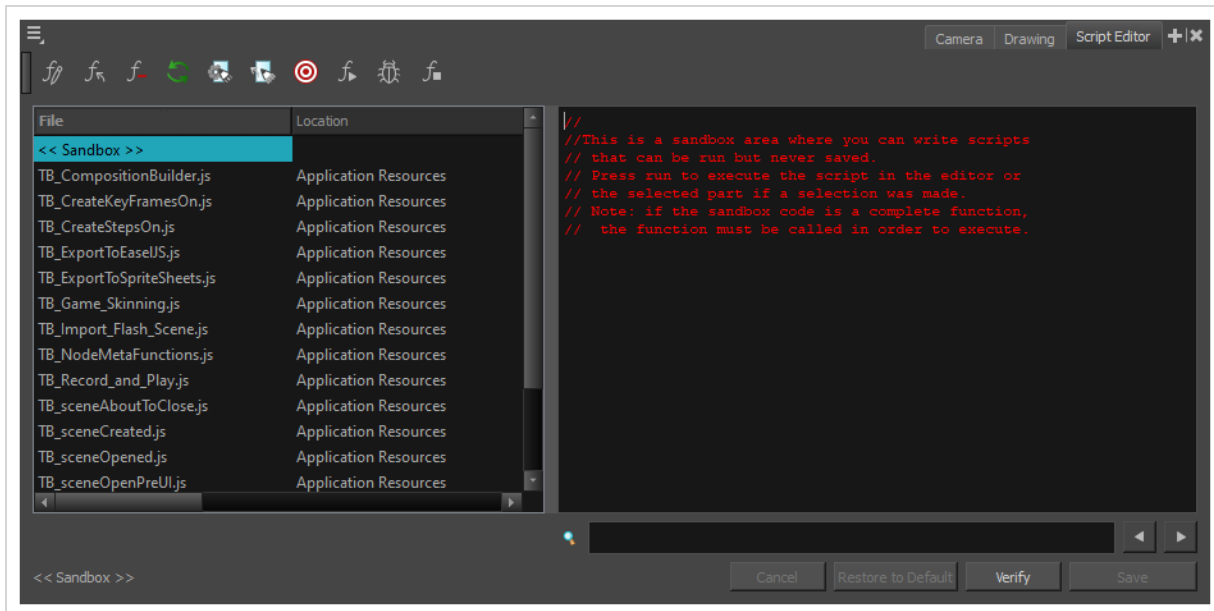 Camera Drawing Script Editor
File Location
<< Sandbox >>
TB_CompositionBuilder.js Application Resources
TB_CreateKeyFramesOn.js Application Resources
TB_CreateStepsOn.js Application Resources
TB_ExportToEaselJS.js Application Resources
TB_ExportToSpriteSheets.js Application Resources
TB_Game_Skinning.js Application Resources
TB_Import_Flash_Scene.js Application Resources
TB_NodeMetaFunctions.js Application Resources
TB_Record_and_Play.js Application Resources
TB_sceneAboutToClose.js Application Resources
TB_sceneCreated.js Application Resources
TB_sceneOpened.js Application Resources
TB_sceneOpenPreUI.js Application Resources
//
//This is a sandbox area where you can write scripts
// that can be run but never saved.
// Press run to execute the script in the editor or
// the selected part if a selection was made.
// Note: if the sandbox code is a complete function,
//  the function must be called in order to execute.
<< Sandbox >>
Cancel Restore to Default Verify Save